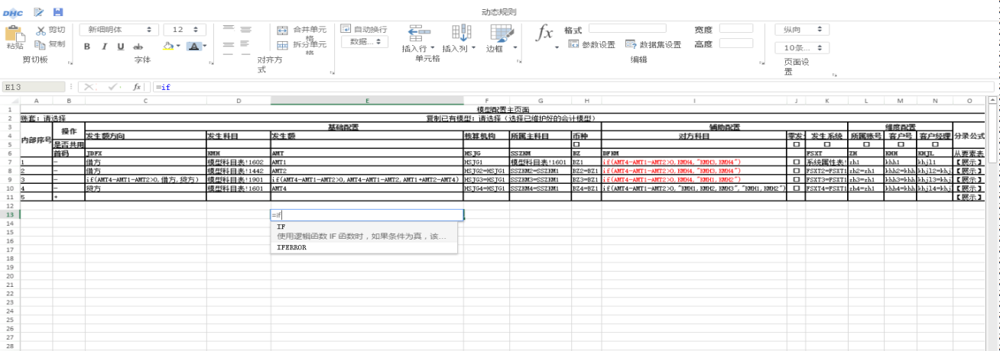 DHC
动态规则
剪切
新細明体
12
合并单元格
自动换行
格式
宽度
纵向
粘贴
复制
B I U ab
A
拆分单元格
数据...
插入行
插入列
边框
fx
参数设置
数据集设置
高度
10条...
剪切板
字体
对齐方式
单元格
编辑
页面设置
E13
fx
=if
A B C D E F G H I J K L M N O
1 模型配置主页面
2 账套：请选择 复制已有模型：请选择（选择已维护好的会计模型）
3 内部序号 操作 基础配置 辅助配置 维度配置 分录公式
4 发生额方向 发生科目 发生额 核算机构 所属主科目 币种 对方科目 零发 发生系统 所属账号 客户号 客户经理
5 是否共用
6 首码 JDFX KMH AMT HSJG SSZKM BZ DFKM FSXT ZH KHH KHJL 从要素表
7 1 - 借方 模型科目表!1602 AMT1 HSJG1 模型科目表!1601 BZ1 if(AMT4-AMT1-AMT2>0,KMH4,"KMH3,KMH4") 系统属性表! zh1 khh1 khjl1 【展示】
8 2 - 借方 模型科目表!1442 AMT2 HSJG2=HSJG1 SSZKM2=SSZKM1 BZ2=BZ1 if(AMT4-AMT1-AMT2>0,KMH4,"KMH3,KMH4") FSXT2=FSXT1 zh2=zh1 khh2=khh khjl2=khj 【展示】
9 3 - if(AMT4-AMT1-AMT2>0,借方,贷方) 模型科目表!1901 if(AMT4-AMT1-AMT2>0,AMT4-AMT1-AMT2,AMT1+AMT2-AMT4) HSJG3=HSJG1 SSZKM3=SSZKM1 BZ3=BZ1 if(AMT4-AMT1-AMT2>0,KMH4,"KMH1,KMH2") FSXT3=FSXT1 zh3=zh1 khh3=khh khjl3=khj 【展示】
10 4 - 贷方 模型科目表!1601 AMT4 HSJG4=HSJG1 SSZKM4=SSZKM1 BZ4=BZ1 if(AMT4-AMT1-AMT2>0,"KMH1,KMH2,KMH3","KMH1,KMH2") FSXT4=FSXT1 zh4=zh1 khh4=khh khjl4=khj 【展示】
11 5 + 【展示】
12
13 =if
14 IF
15 使用逻辑函数 IF 函数时，如果条件为真，该...
16 IFERROR
17
18
19
20
21
22
23
24
25
26
27
28